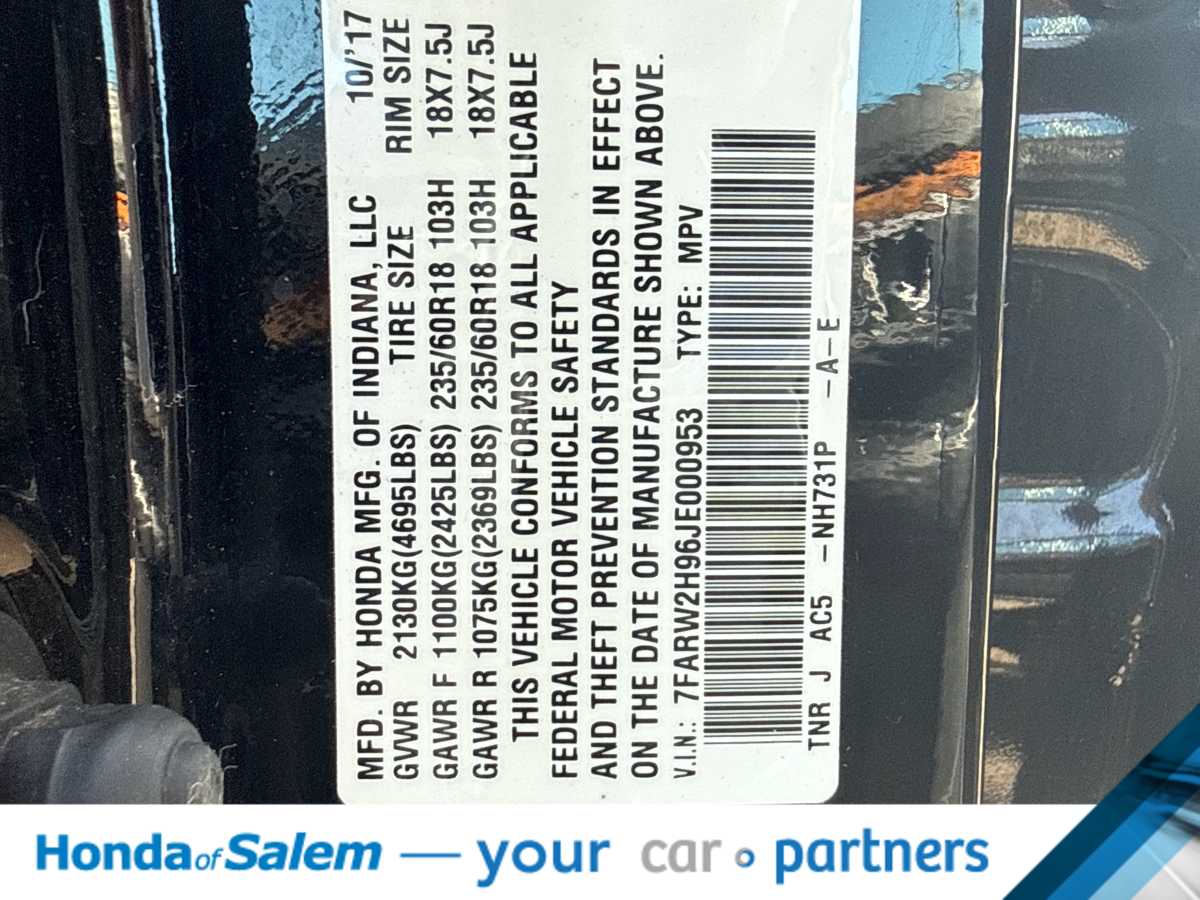 MFD. BY HONDA MFG. OF INDIANA, LLC 10/'17
GVWR 2130KG(4695LBS) TIRE SIZE RIM SIZE
GAWR F 1100KG(2425LBS) 235/60R18 103H 18X7.5J
GAWR R 1075KG(2369LBS) 235/60R18 103H 18X7.5J
THIS VEHICLE CONFORMS TO ALL APPLICABLE
FEDERAL MOTOR VEHICLE SAFETY
AND THEFT PREVENTION STANDARDS IN EFFECT
ON THE DATE OF MANUFACTURE SHOWN ABOVE.
V.I.N.: 7FARW2H96JE000953 TYPE: MPV
TNR J AC5 -NH731P -A-E
Honda of Salem — your car partners